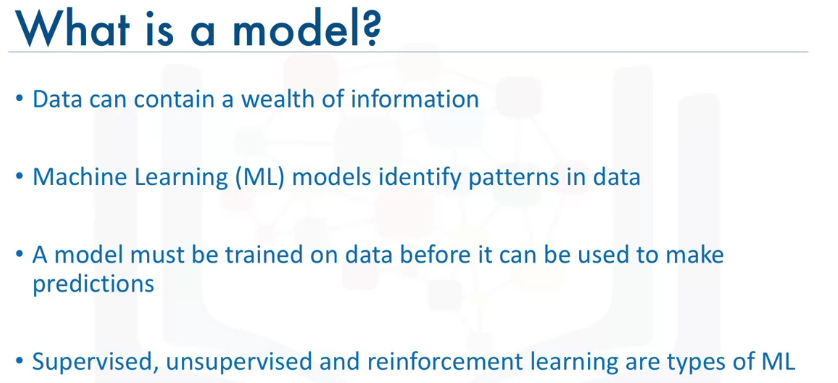 What is a model?
• Data can contain a wealth of information
• Machine Learning (ML) models identify patterns in data
• A model must be trained on data before it can be used to make
predictions
• Supervised, unsupervised and reinforcement learning are types of ML